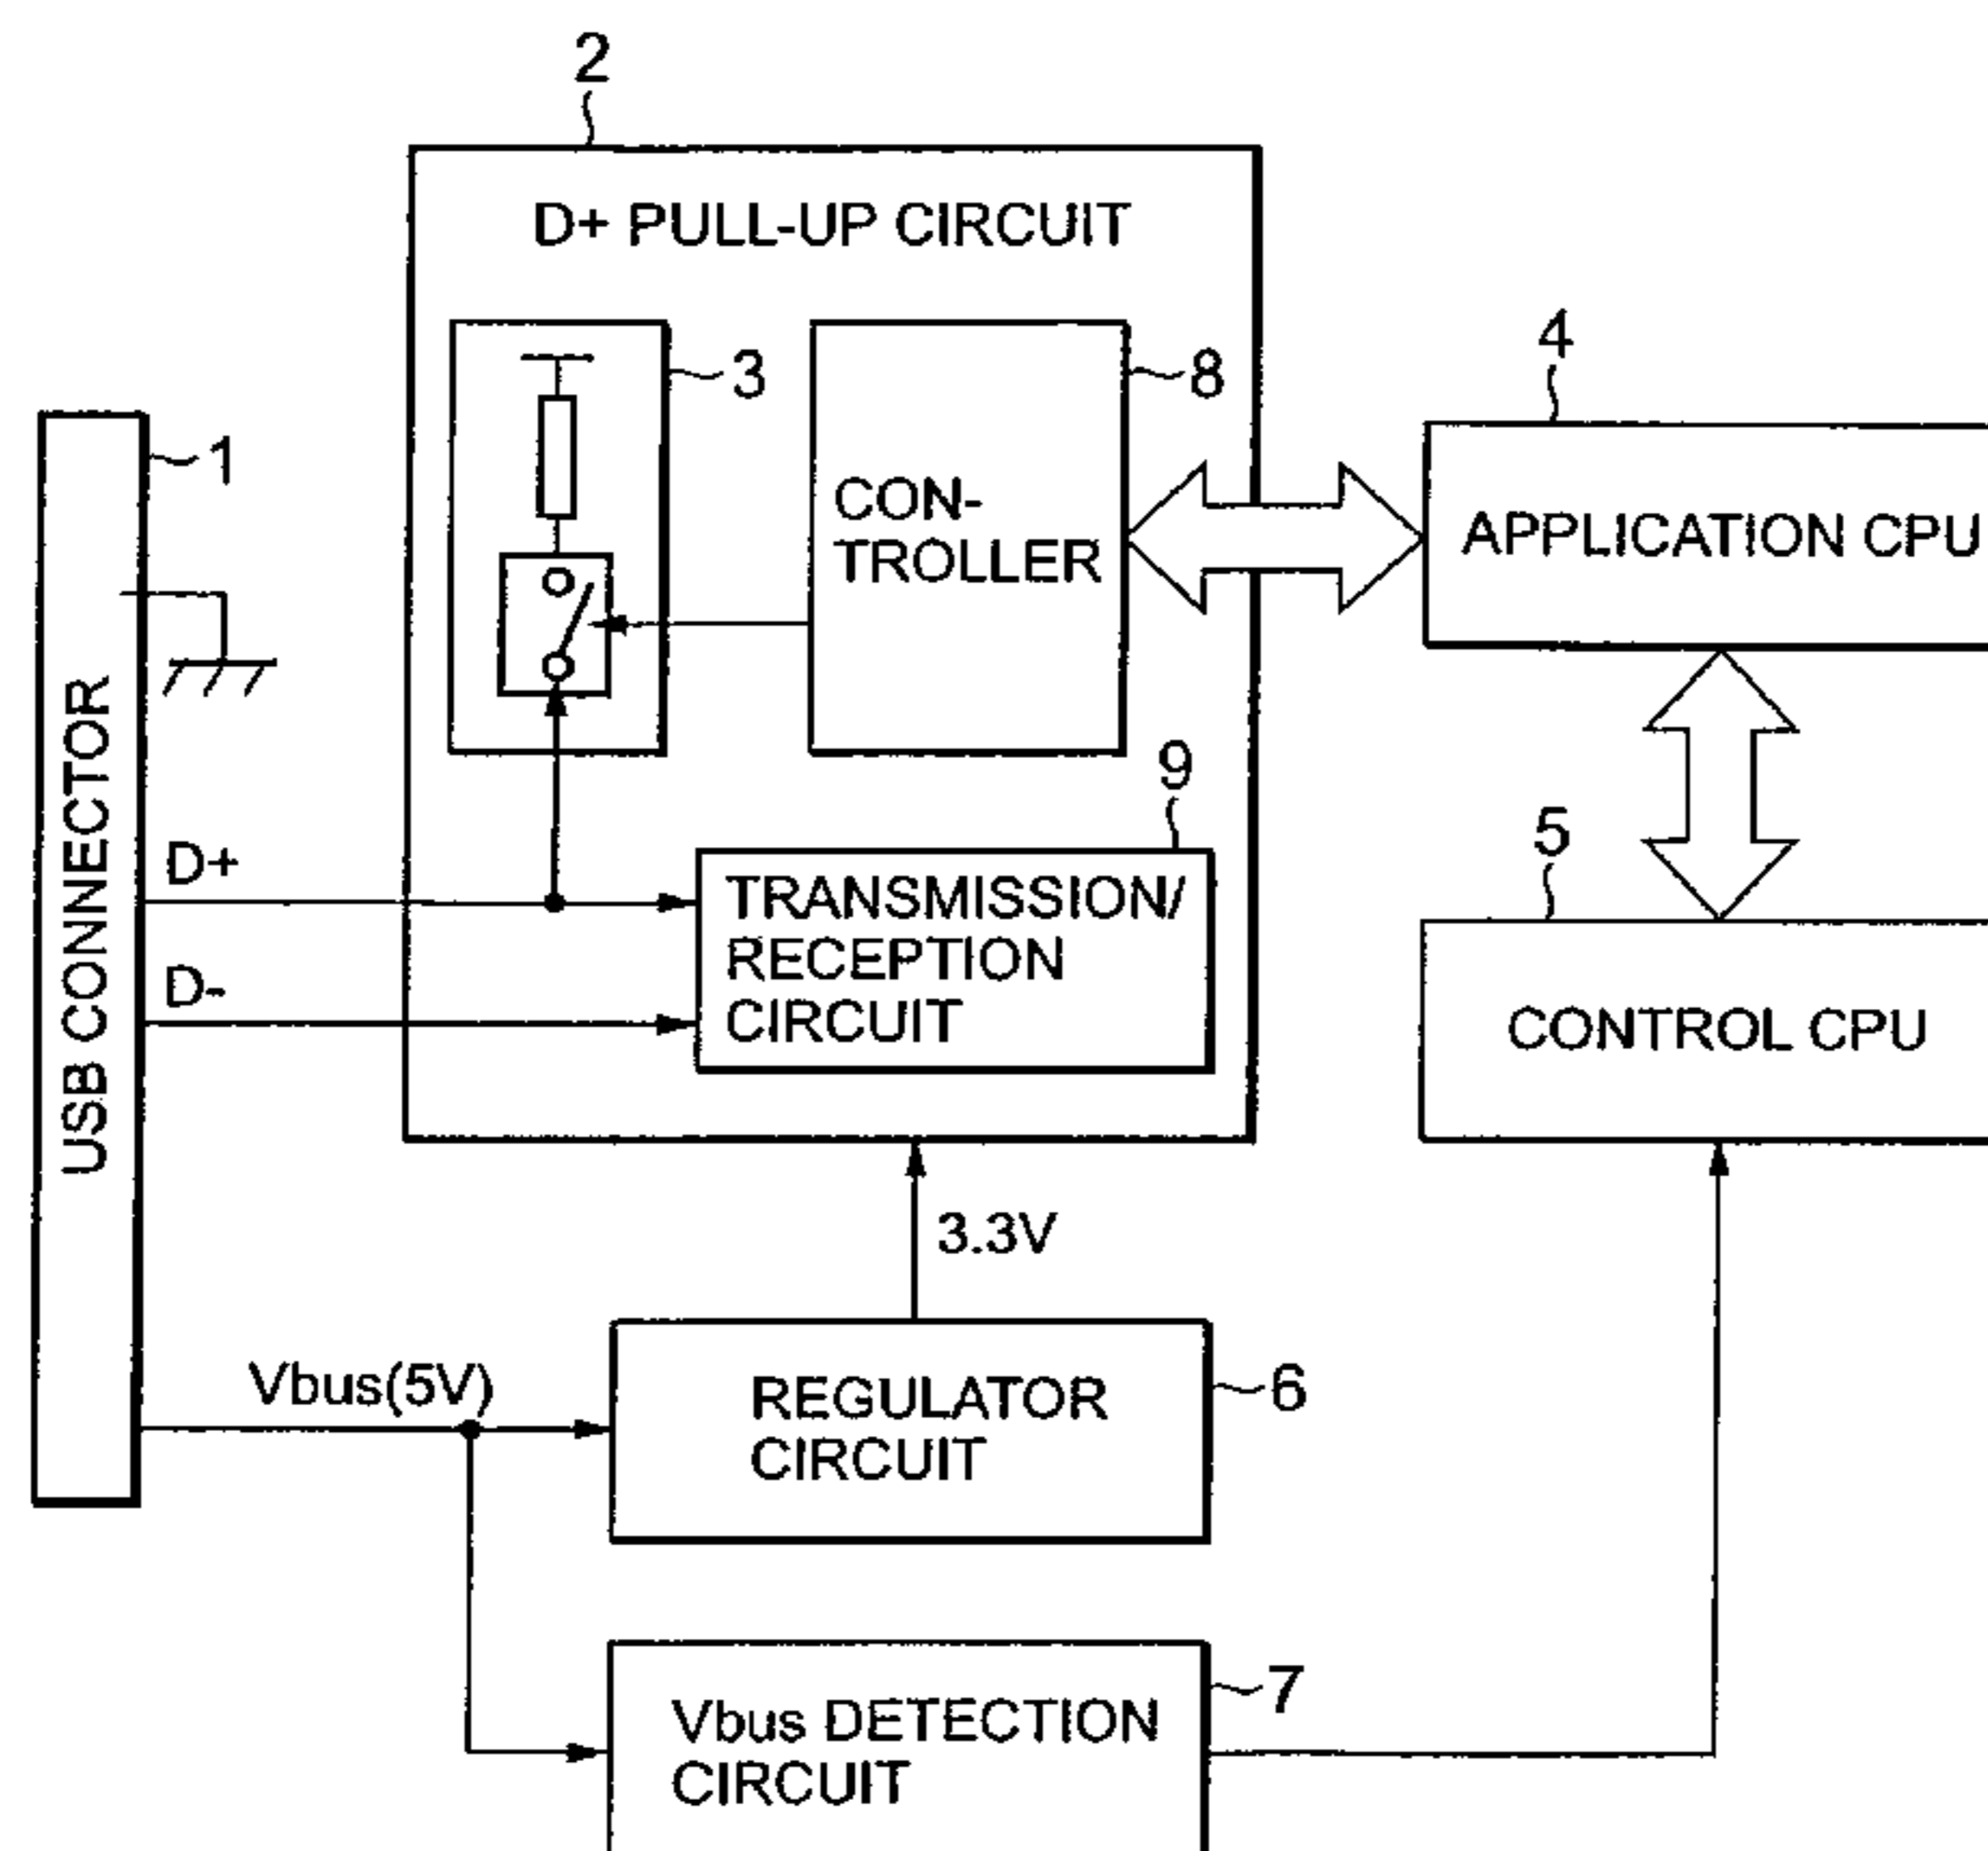 2
D+ PULL-UP CIRCUIT
3
8
4
1
CON-
TROLLER
APPLICATION CPU
USB CONNECTOR
9
5
D+
TRANSMISSION/
RECEPTION
CIRCUIT
D-
CONTROL CPU
3.3V
Vbus(5V)
REGULATOR
CIRCUIT
6
7
Vbus DETECTION
CIRCUIT